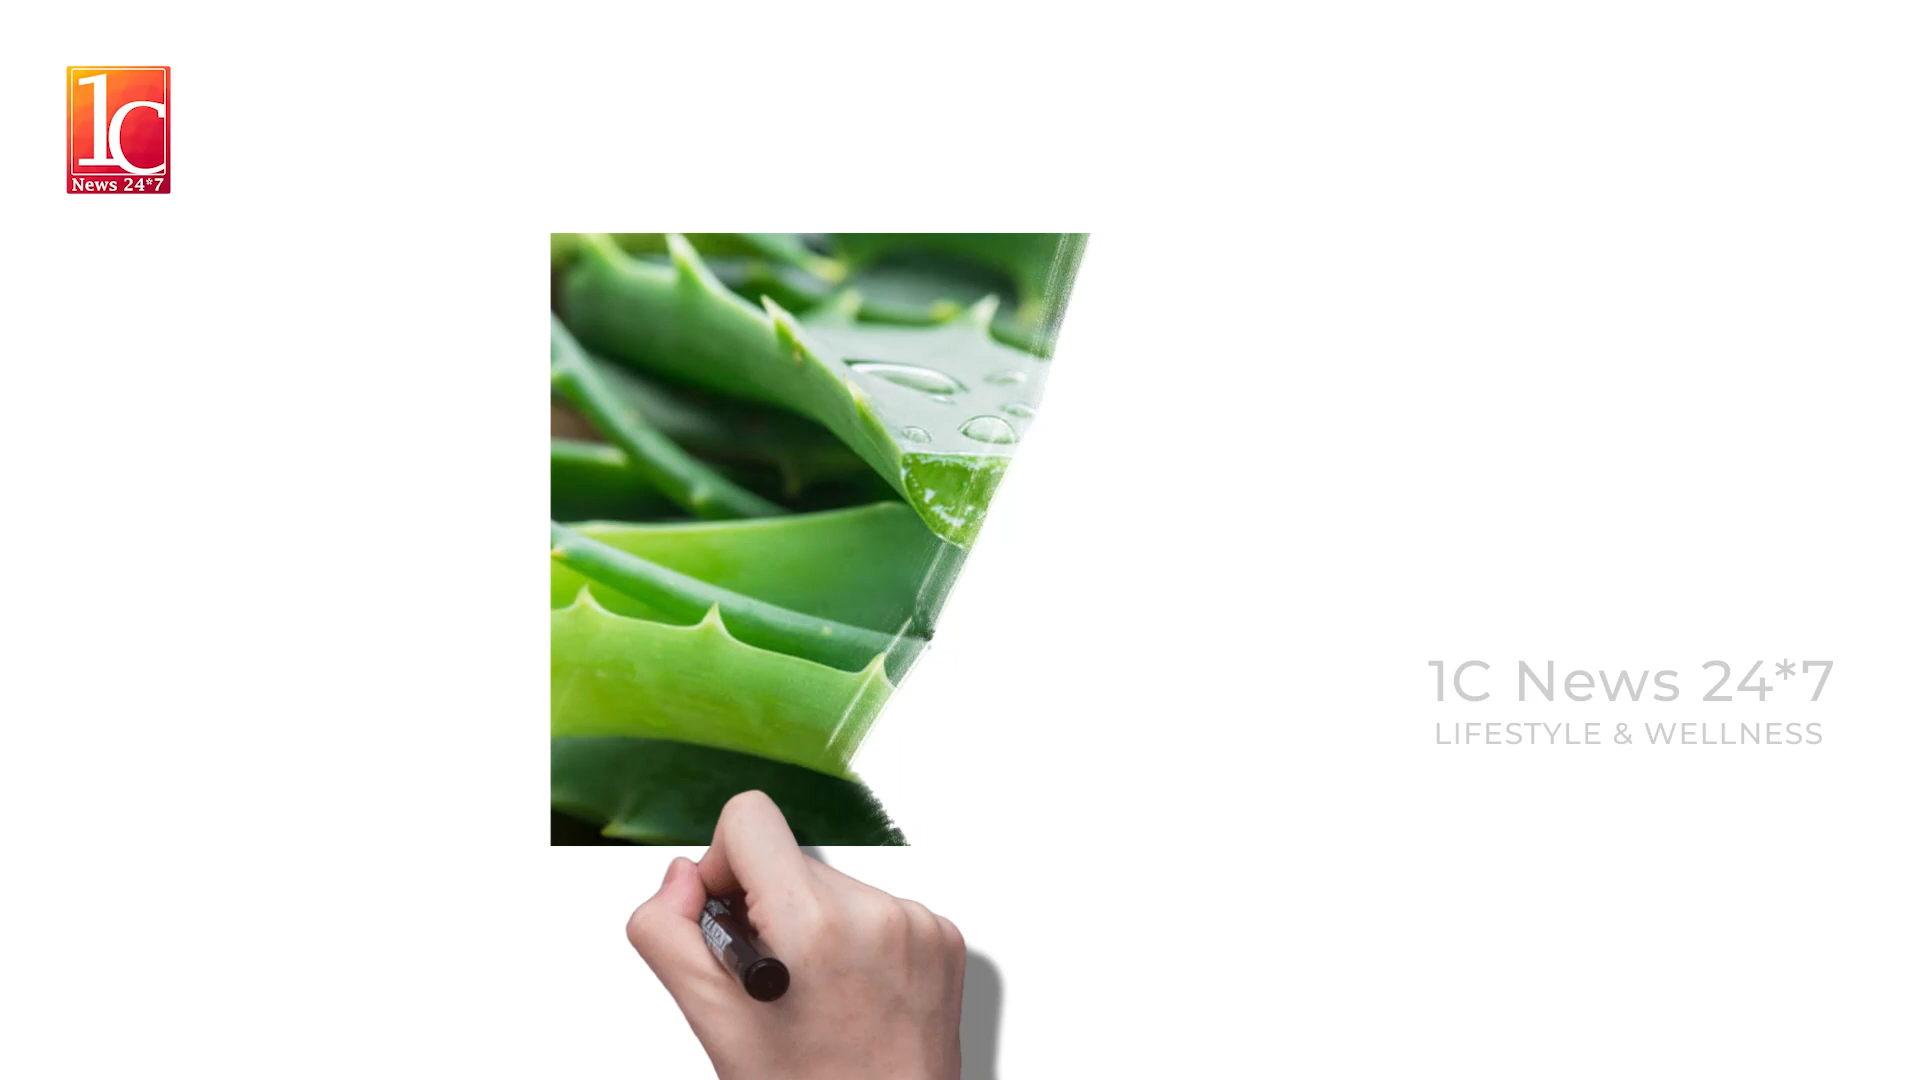 1C
News 24*7
1C News 24*7
LIFESTYLE & WELLNESS